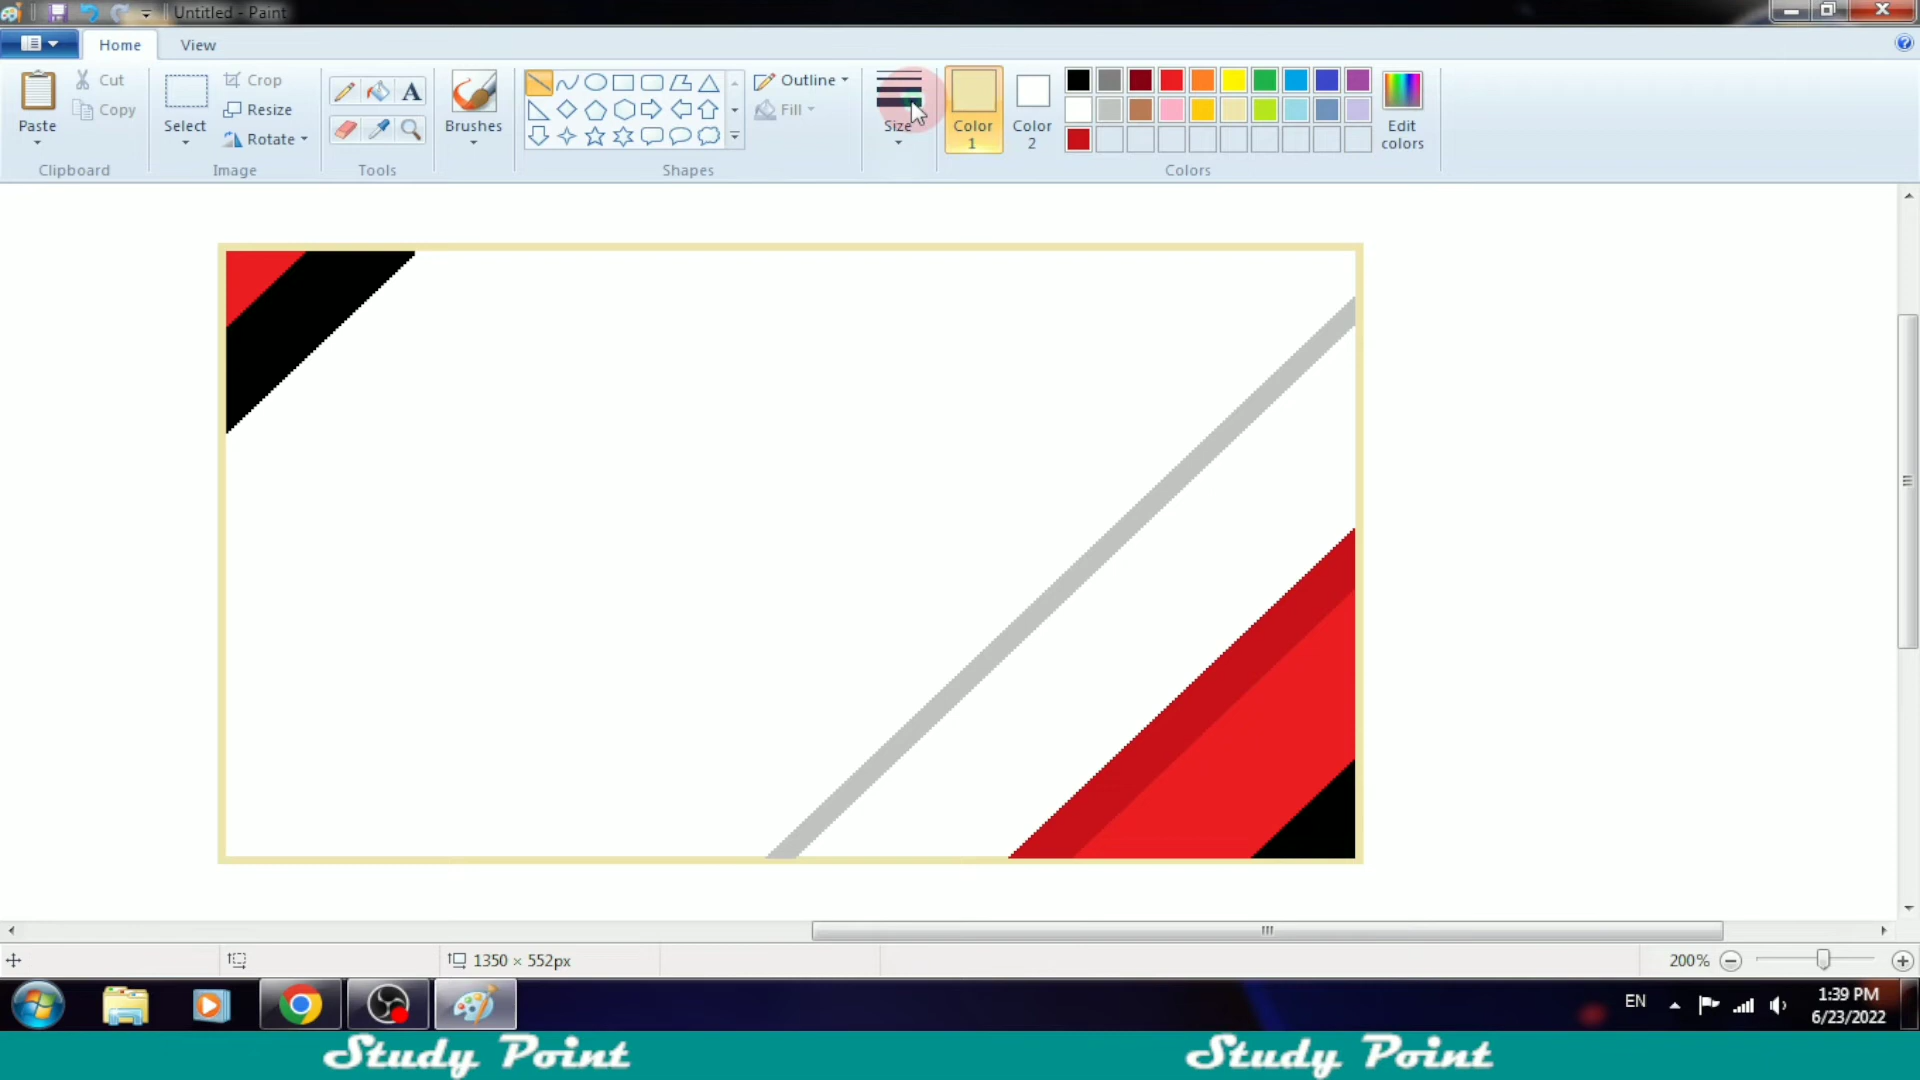 Untitled - Paint
Home
View
Paste
Cut
Copy
Clipboard
Select
Crop
Resize
Rotate
Image
A
Tools
Brushes
Outline
Fill
Shapes
Size
Color
1
Color
2
Edit
colors
Colors
1350 × 552px
200%
EN
1:39 PM
6/23/2022
Study Point
Study Point